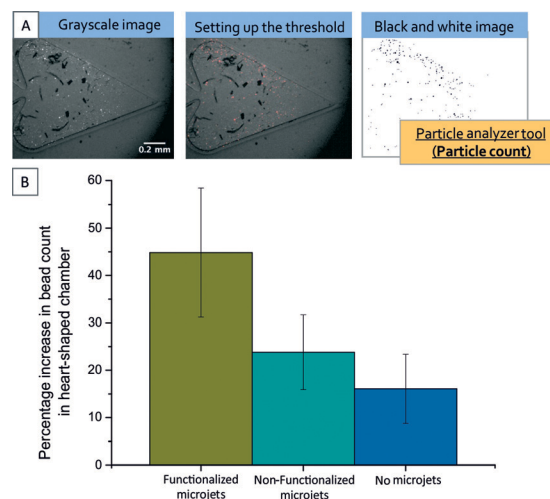 A
Grayscale image
Setting up the threshold
Black and white image
0.2 mm
Particle analyzer tool
(Particle count)
B
Percentage increase in bead count
in heart-shaped chamber
60
50
40
30
20
10
0
Functionalized
microjets
Non-Functionalized
microjets
No microjets